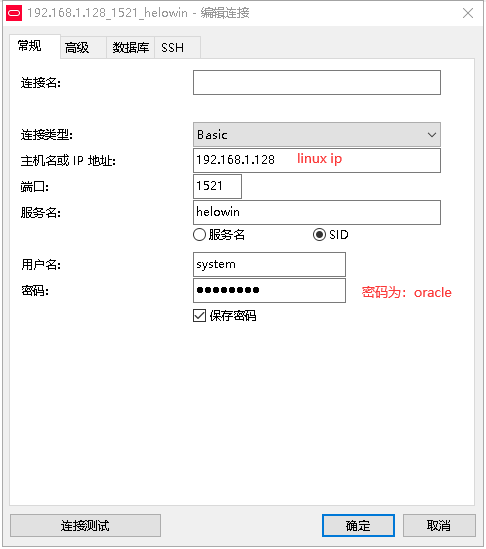 192.168.1.128_1521_helowin - 编辑连接
常规 高级 数据库 SSH
连接名:
连接类型: Basic
主机名或 IP 地址: 192.168.1.128 linux ip
端口: 1521
服务名: helowin
服务名 SID
用户名: system
密码: ●●●●●●●● 密码为：oracle
保存密码
连接测试 确定 取消